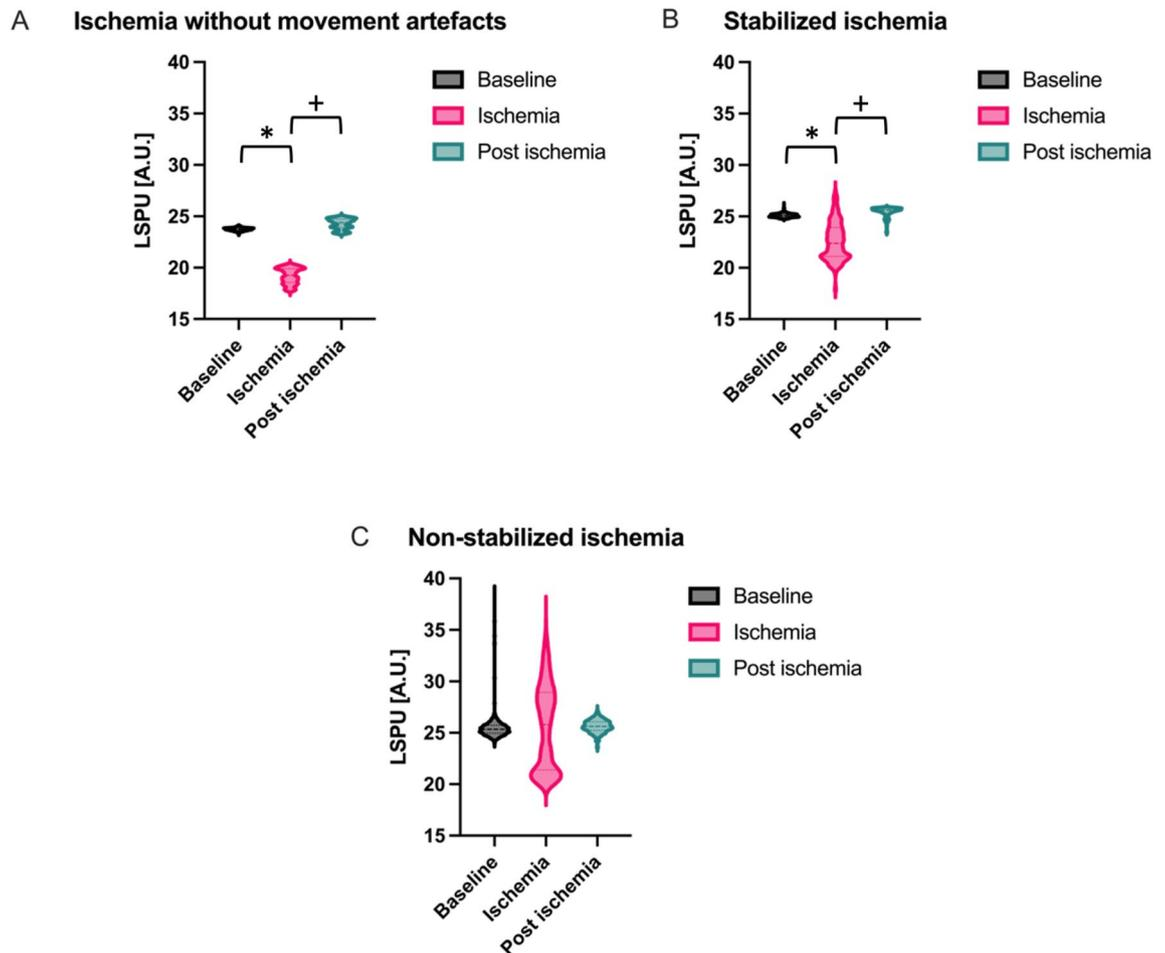 A Ischemia without movement artefacts
40
35
30
25
20
15
LSPU [A.U.]
*
+
Baseline
Ischemia
Post ischemia
Baseline
Ischemia
Post ischemia
B Stabilized ischemia
40
35
30
25
20
15
LSPU [A.U.]
*
+
Baseline
Ischemia
Post ischemia
Baseline
Ischemia
Post ischemia
C Non-stabilized ischemia
40
35
30
25
20
15
LSPU [A.U.]
Baseline
Ischemia
Post ischemia
Baseline
Ischemia
Post ischemia